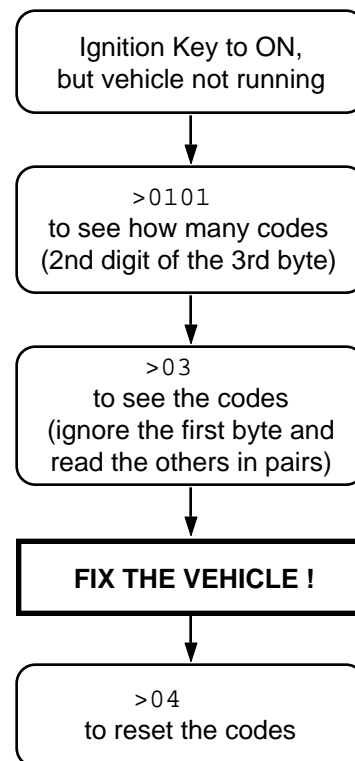 Ignition Key to ON,
but vehicle not running
>0101
to see how many codes
(2nd digit of the 3rd byte)
>03
to see the codes
(ignore the first byte and
read the others in pairs)
FIX THE VEHICLE !
>04
to reset the codes